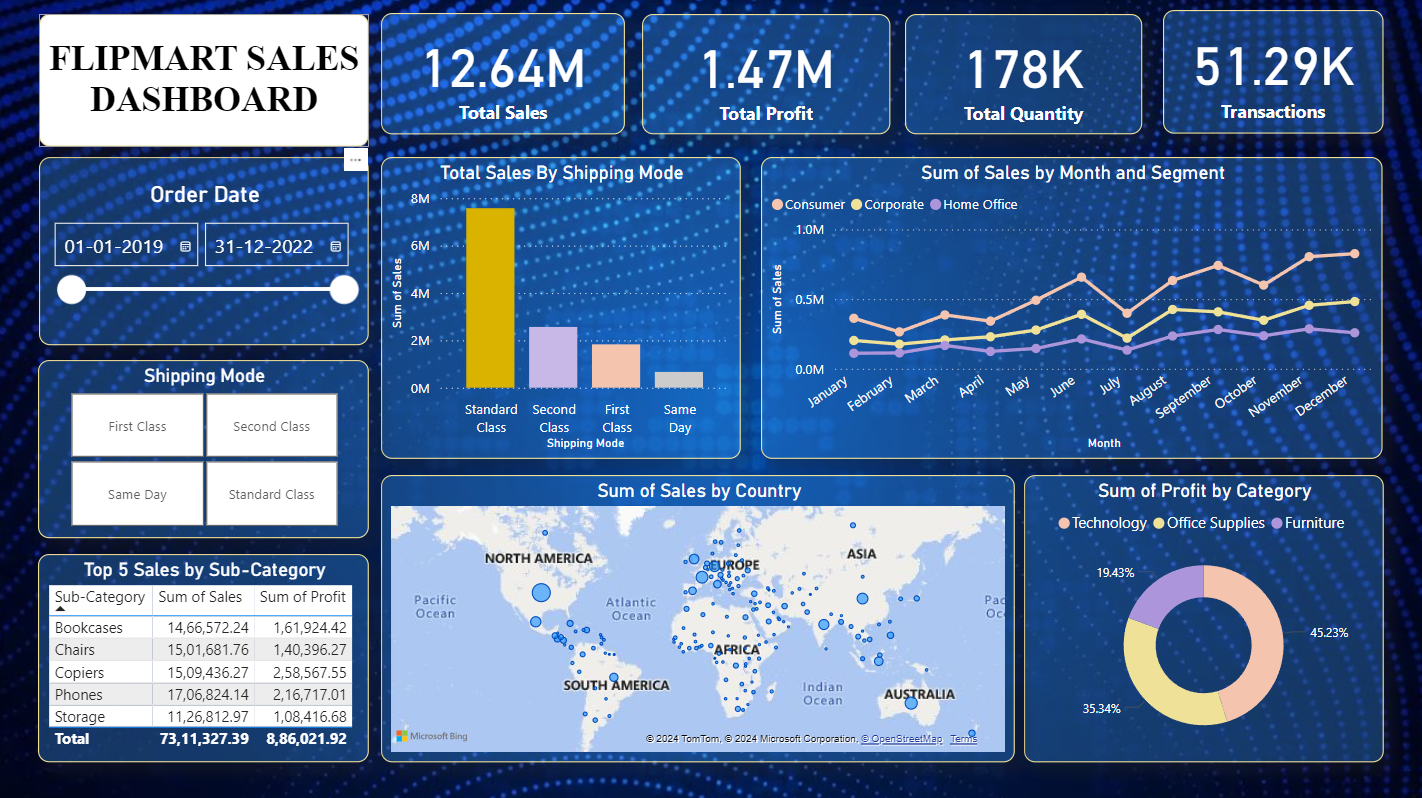 FLIPMART SALES
DASHBOARD
12.64M
Total Sales
1.47M
Total Profit
178K
Total Quantity
51.29K
Transactions
Order Date
01-01-2019
31-12-2022
Shipping Mode
First Class
Second Class
Same Day
Standard Class
Top 5 Sales by Sub-Category
Sub-Category Sum of Sales Sum of Profit
Bookcases 14,66,572.24 1,61,924.42
Chairs 15,01,681.76 1,40,396.27
Copiers 15,09,436.27 2,58,567.55
Phones 17,06,824.14 2,16,717.01
Storage 11,26,812.97 1,08,416.68
Total 73,11,327.39 8,86,021.92
Total Sales By Shipping Mode
Sum of Sales
8M
6M
4M
2M
0M
Standard
Class
Second
Class
First
Class
Same
Day
Shipping Mode
Sum of Sales by Month and Segment
Consumer Corporate Home Office
Sum of Sales
1.0M
0.5M
0.0M
January
February
March
April
May
June
July
August
September
October
November
December
Month
Sum of Sales by Country
NORTH AMERICA
EUROPE
ASIA
Pacific
Ocean
Atlantic
Ocean
Pac
Oc
AFRICA
SOUTH AMERICA
Indian
Ocean
AUSTRALIA
Microsoft Bing
© 2024 TomTom, © 2024 Microsoft Corporation, © OpenStreetMap Terms
Sum of Profit by Category
Technology Office Supplies Furniture
19.43%
45.23%
35.34%